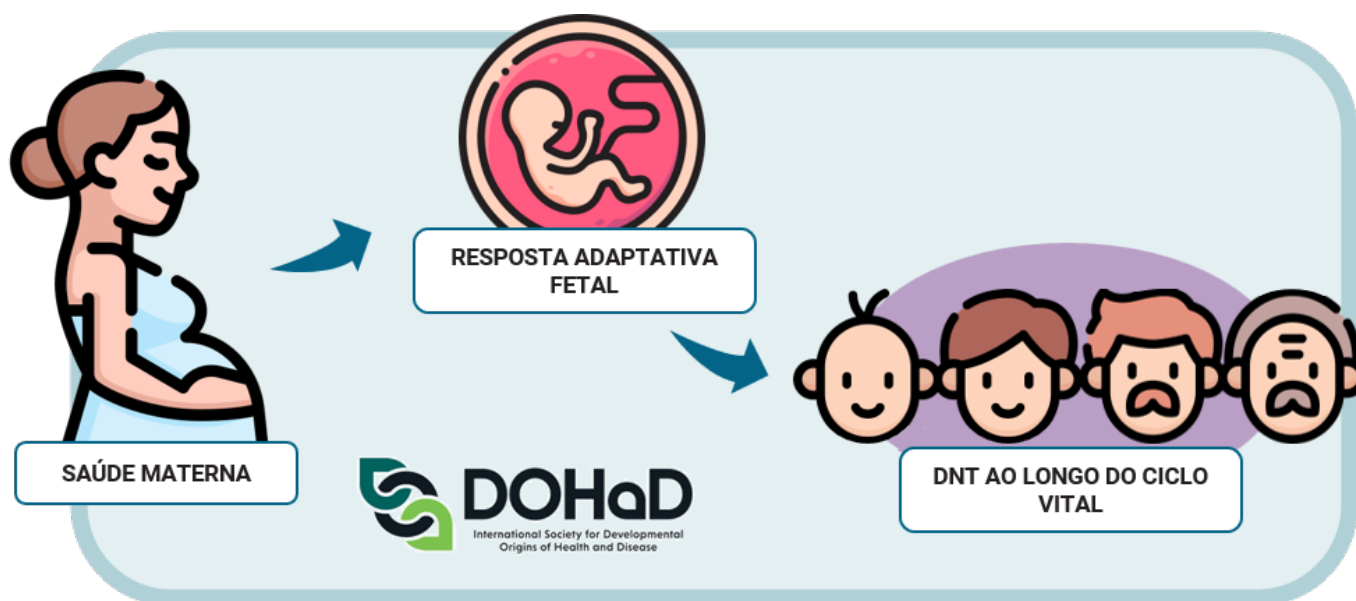 RESPOSTA ADAPTATIVA
FETAL
SAÚDE MATERNA
DNT AO LONGO DO CICLO
VITAL
DOHaD
International Society for Developmental
Origins of Health and Disease